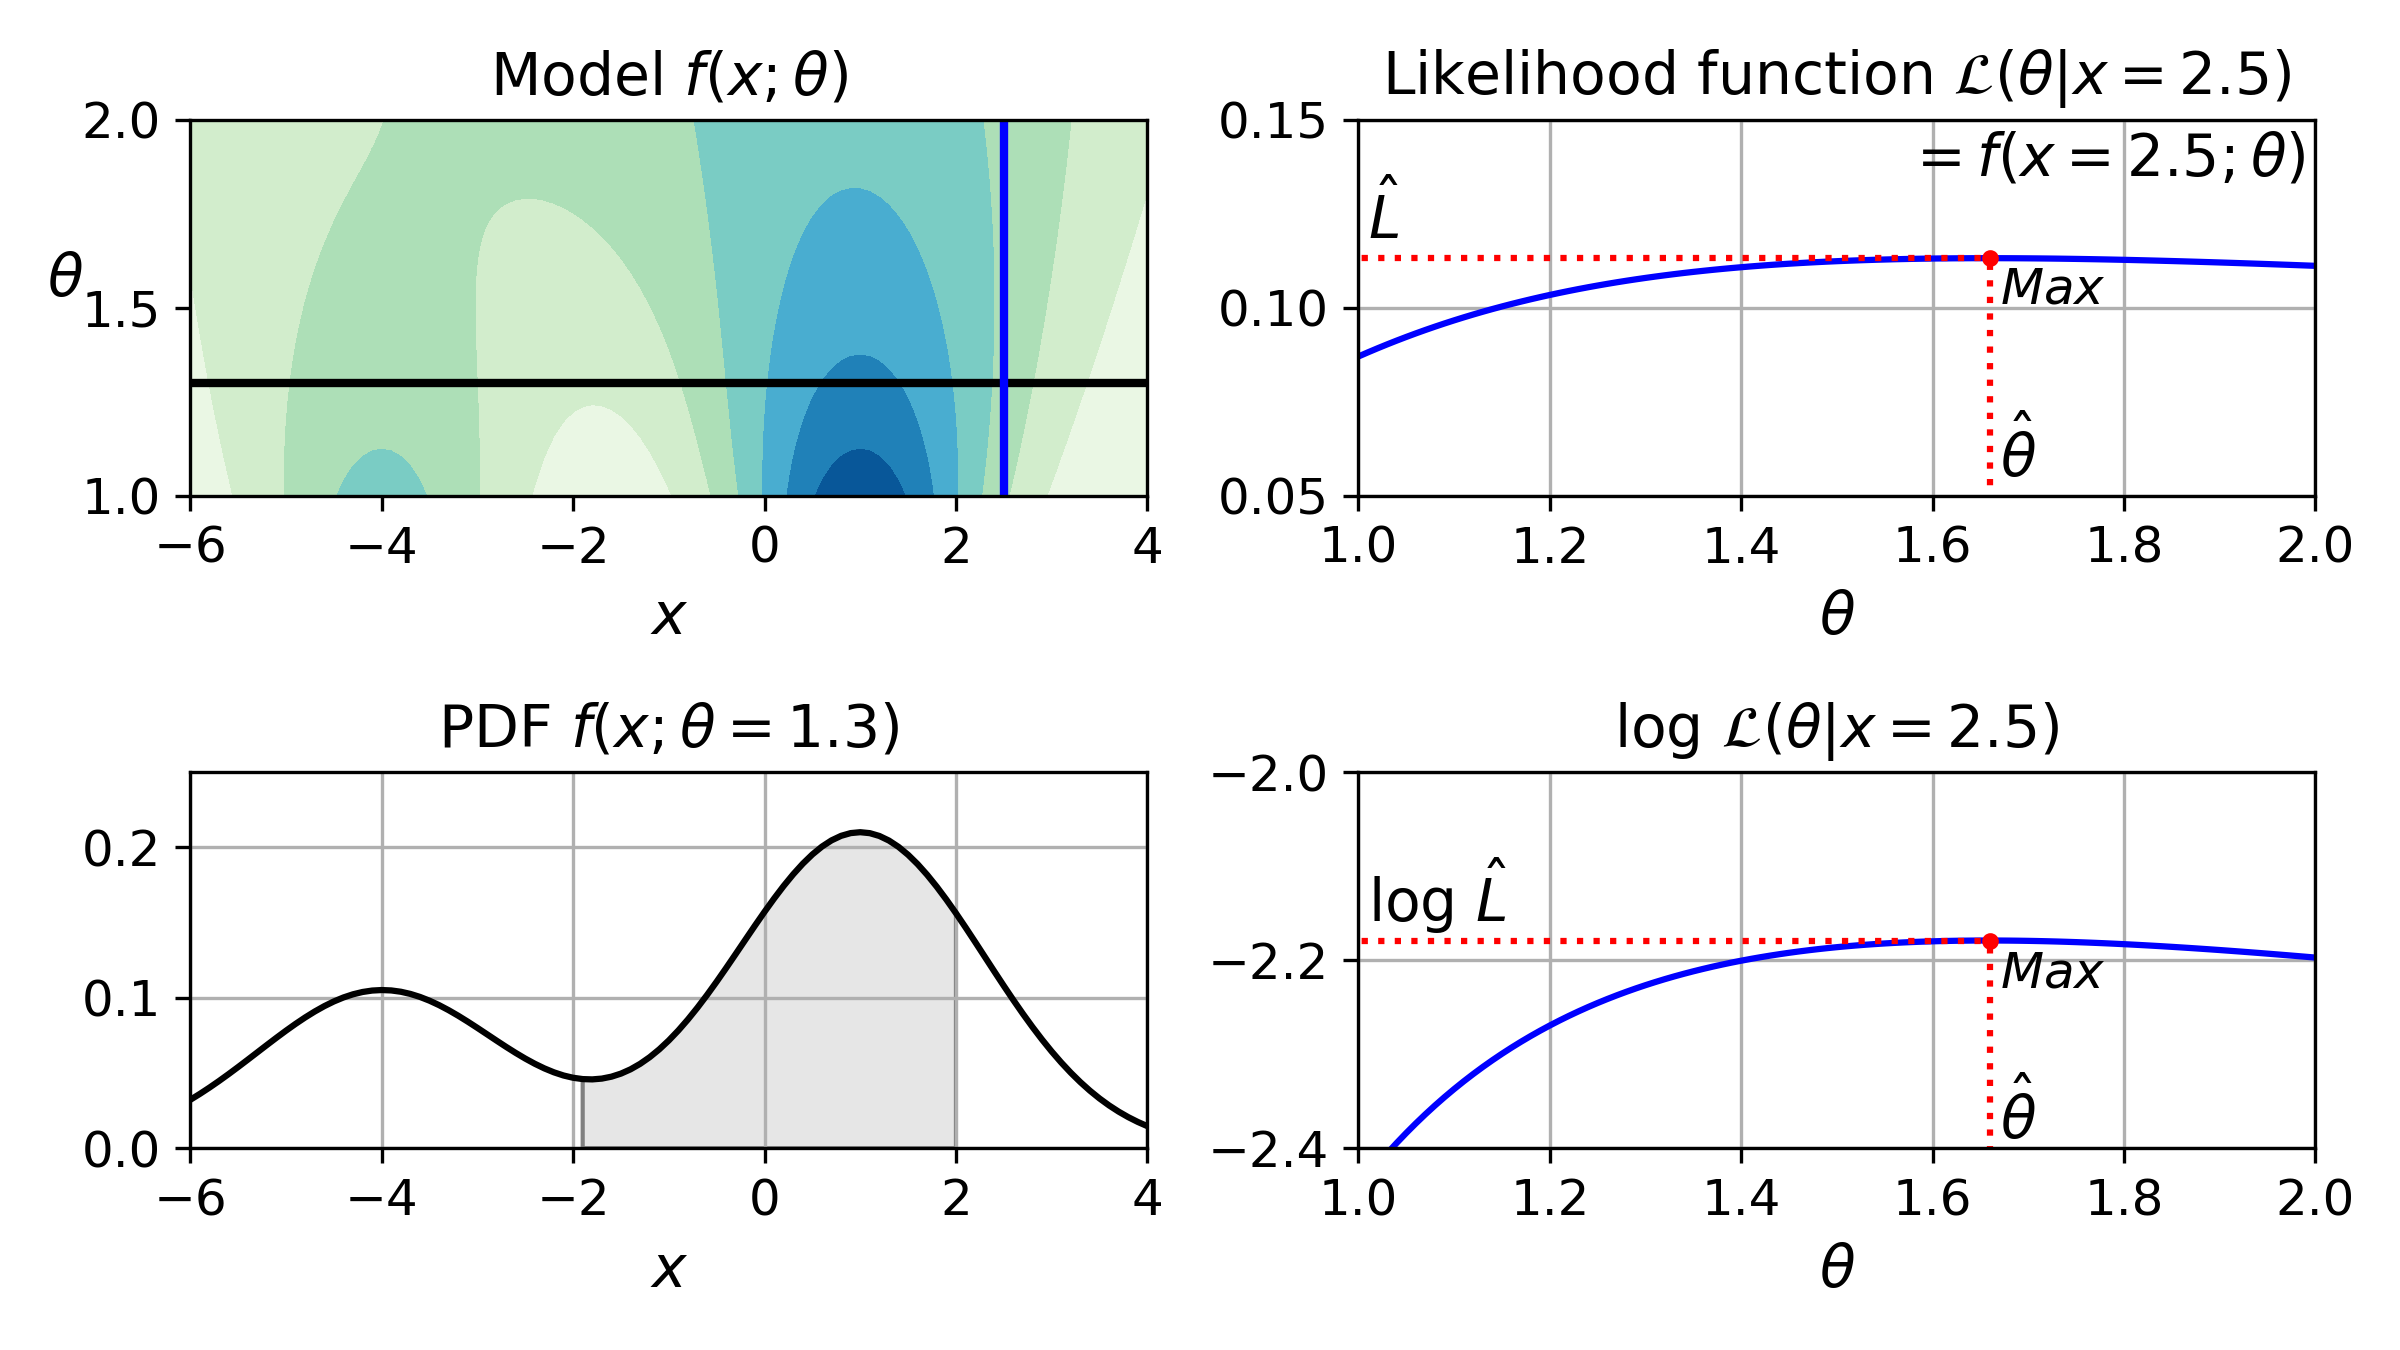 Model f(x; θ)
2.0
θ
1.5
1.0
−6 −4 −2 0 2 4
x
Likelihood function ℒ(θ|x = 2.5)
= f(x = 2.5; θ)
0.15
L̂
0.10
Max
θ̂
0.05
1.0 1.2 1.4 1.6 1.8 2.0
θ
PDF f(x; θ = 1.3)
0.2
0.1
0.0
−6 −4 −2 0 2 4
x
log ℒ(θ|x = 2.5)
−2.0
log L̂
−2.2
Max
θ̂
−2.4
1.0 1.2 1.4 1.6 1.8 2.0
θ